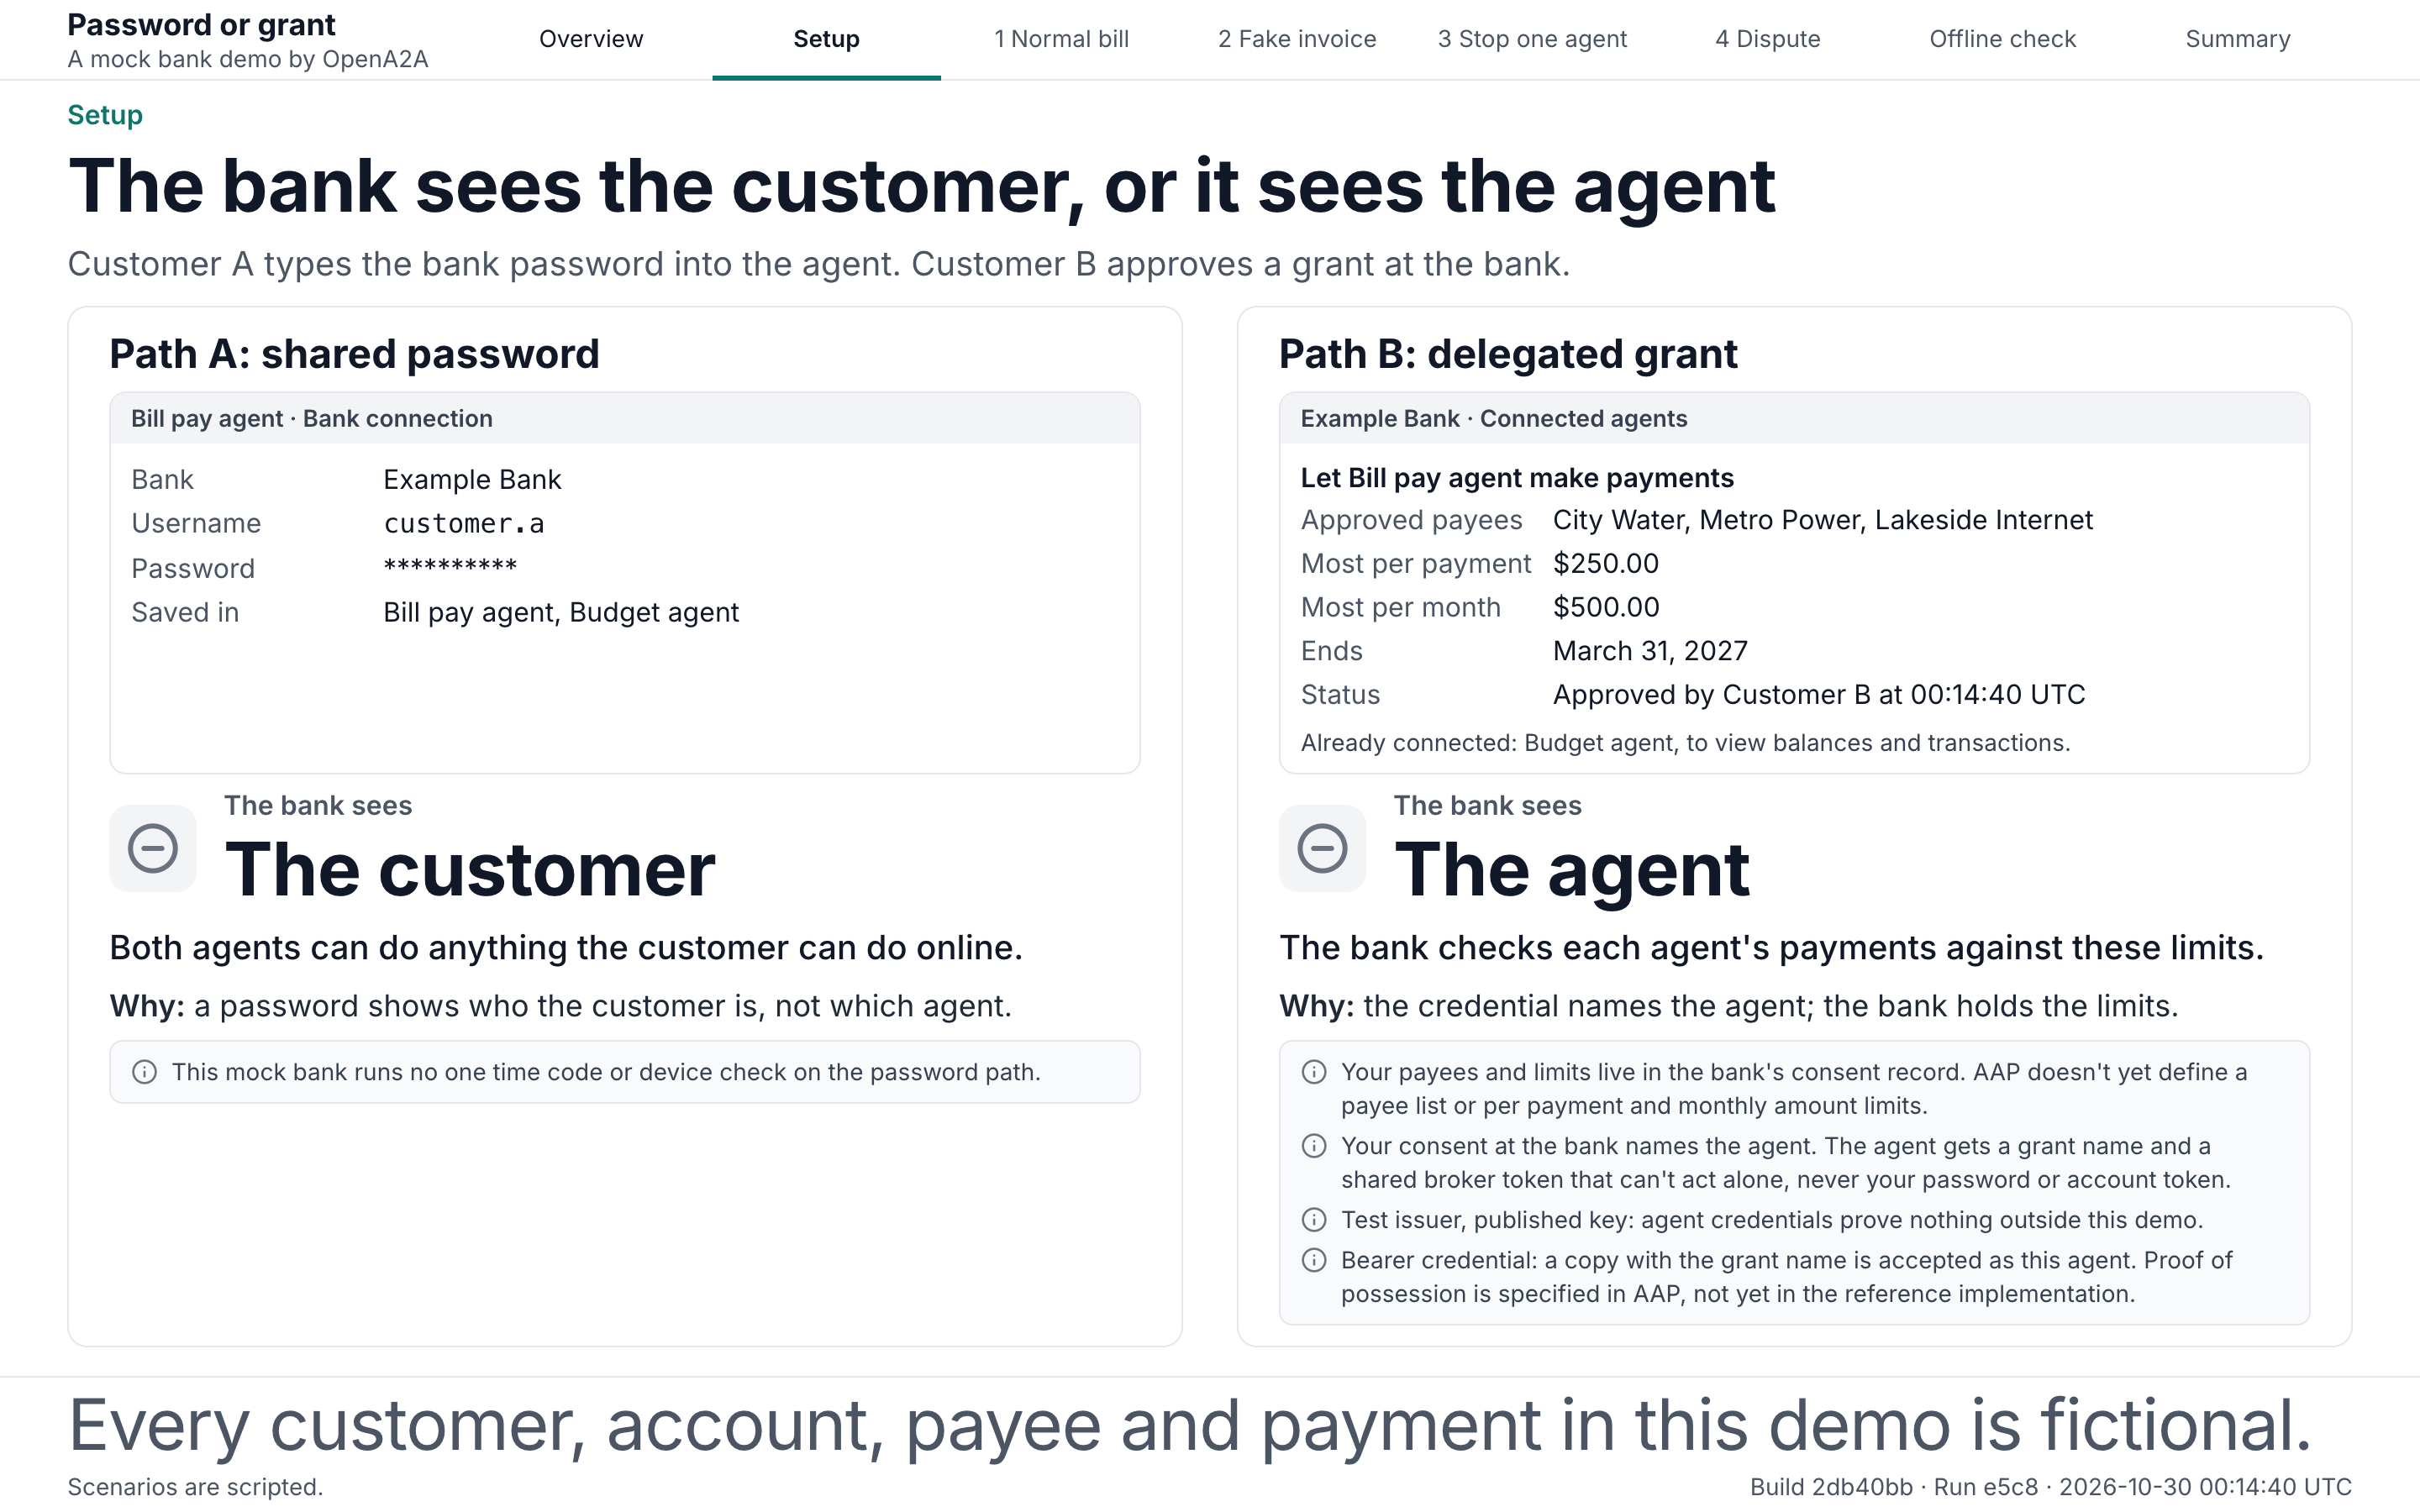 Password or grant
A mock bank demo by OpenA2A
Overview
Setup
1 Normal bill
2 Fake invoice
3 Stop one agent
4 Dispute
Offline check
Summary
Setup
The bank sees the customer, or it sees the agent
Customer A types the bank password into the agent. Customer B approves a grant at the bank.
Path A: shared password
Bill pay agent · Bank connection
Bank Example Bank
Username customer.a
Password **********
Saved in Bill pay agent, Budget agent
The bank sees
The customer
Both agents can do anything the customer can do online.
Why: a password shows who the customer is, not which agent.
This mock bank runs no one time code or device check on the password path.
Path B: delegated grant
Example Bank · Connected agents
Let Bill pay agent make payments
Approved payees City Water, Metro Power, Lakeside Internet
Most per payment $250.00
Most per month $500.00
Ends March 31, 2027
Status Approved by Customer B at 00:14:40 UTC
Already connected: Budget agent, to view balances and transactions.
The bank sees
The agent
The bank checks each agent's payments against these limits.
Why: the credential names the agent; the bank holds the limits.
Your payees and limits live in the bank's consent record. AAP doesn't yet define a
payee list or per payment and monthly amount limits.
Your consent at the bank names the agent. The agent gets a grant name and a
shared broker token that can't act alone, never your password or account token.
Test issuer, published key: agent credentials prove nothing outside this demo.
Bearer credential: a copy with the grant name is accepted as this agent. Proof of
possession is specified in AAP, not yet in the reference implementation.
Every customer, account, payee and payment in this demo is fictional.
Scenarios are scripted.
Build 2db40bb · Run e5c8 · 2026-10-30 00:14:40 UTC